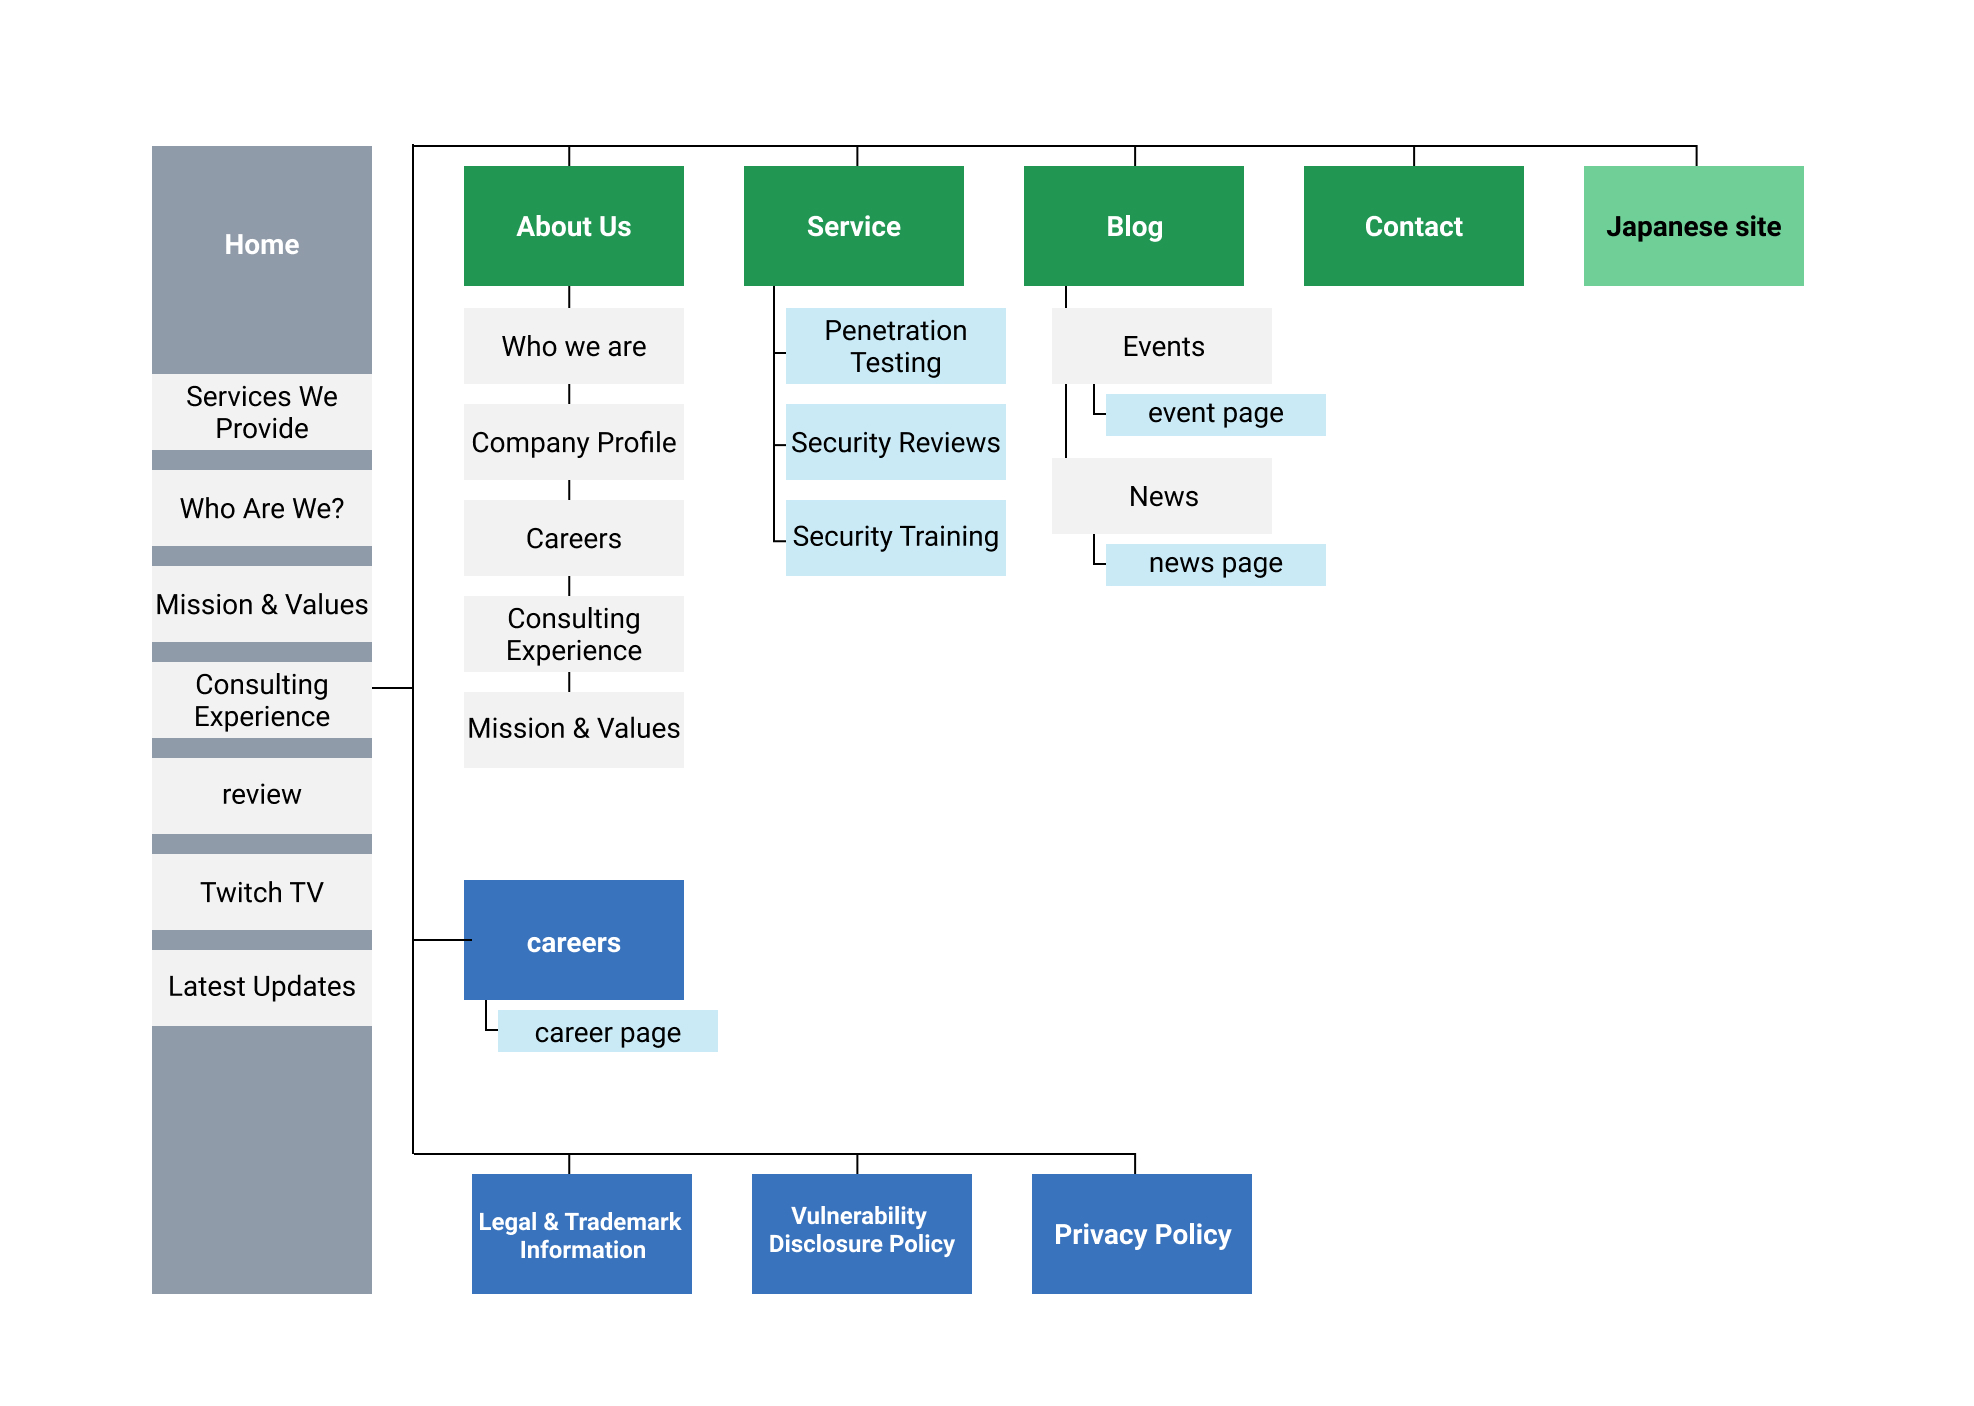 Home
Services We
Provide
Who Are We?
Mission & Values
Consulting
Experience
review
Twitch TV
Latest Updates
About Us
Who we are
Company Profile
Careers
Consulting
Experience
Mission & Values
Service
Penetration
Testing
Security Reviews
Security Training
Blog
Events
event page
News
news page
Contact
Japanese site
careers
career page
Legal & Trademark
Information
Vulnerability
Disclosure Policy
Privacy Policy